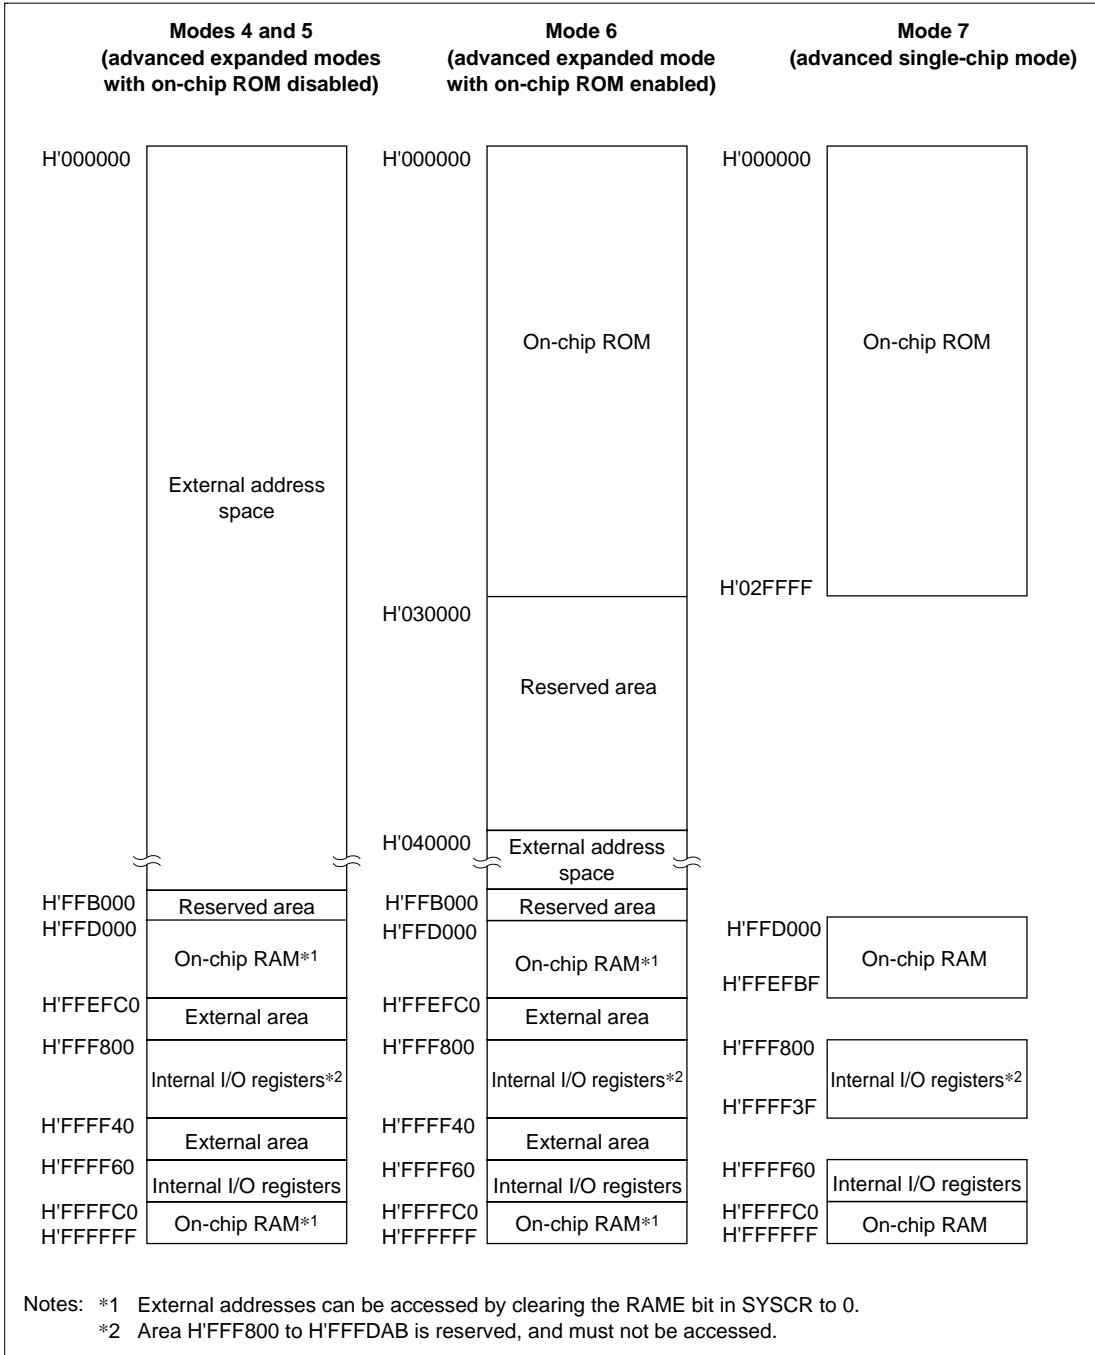 Modes 4 and 5
(advanced expanded modes
with on-chip ROM disabled)
H'000000
External address
space
H'FFB000
Reserved area
H'FFD000
On-chip RAM*1
H'FFEFC0
External area
H'FFF800
Internal I/O registers*2
H'FFFF40
External area
H'FFFF60
Internal I/O registers
H'FFFFC0
On-chip RAM*1
H'FFFFFF
Mode 6
(advanced expanded mode
with on-chip ROM enabled)
H'000000
On-chip ROM
H'030000
Reserved area
H'040000
External address
space
H'FFB000
Reserved area
H'FFD000
On-chip RAM*1
H'FFEFC0
External area
H'FFF800
Internal I/O registers*2
H'FFFF40
External area
H'FFFF60
Internal I/O registers
H'FFFFC0
On-chip RAM*1
H'FFFFFF
Mode 7
(advanced single-chip mode)
H'000000
On-chip ROM
H'02FFFF
H'FFD000
On-chip RAM
H'FFEFBF
H'FFF800
Internal I/O registers*2
H'FFFF3F
H'FFFF60
Internal I/O registers
H'FFFFC0
On-chip RAM
H'FFFFFF
Notes: *1 External addresses can be accessed by clearing the RAME bit in SYSCR to 0.
*2 Area H'FFF800 to H'FFFDAB is reserved, and must not be accessed.